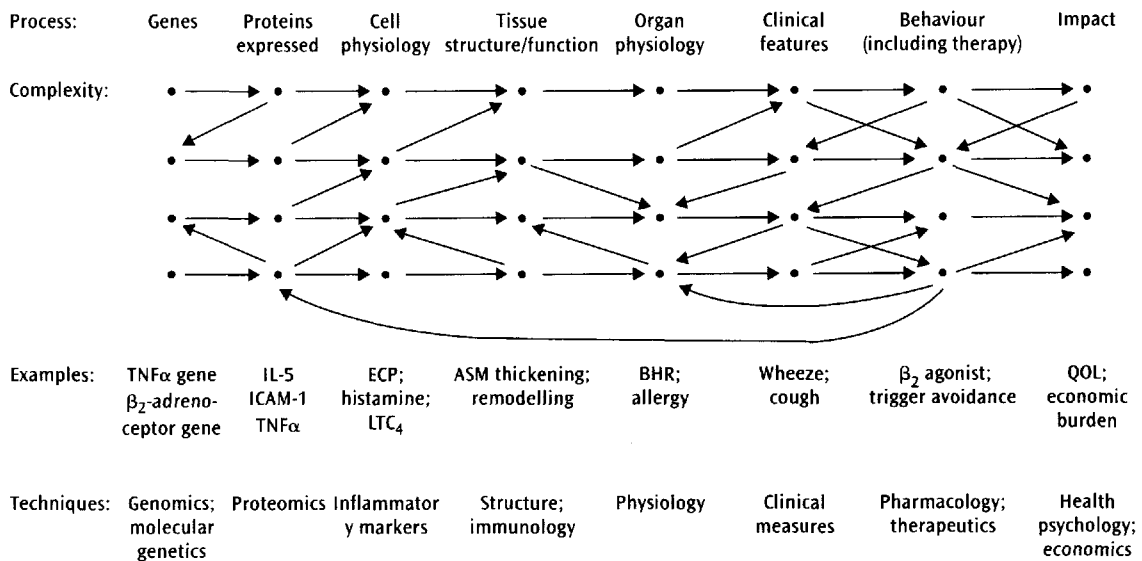 Process: Genes Proteins Cell Tissue Organ Clinical Behaviour Impact
expressed physiology structure/function physiology features (including therapy)
Complexity:
Examples: TNFα gene IL-5 ECP; ASM thickening; BHR; Wheeze; β2 agonist; QOL;
β2-adreno- ICAM-1 histamine; remodelling allergy cough trigger avoidance economic
ceptor gene TNFα LTC4 burden
Techniques: Genomics; Proteomics Inflammator Structure; Physiology Clinical Pharmacology; Health
molecular y markers immunology measures therapeutics psychology;
genetics economics